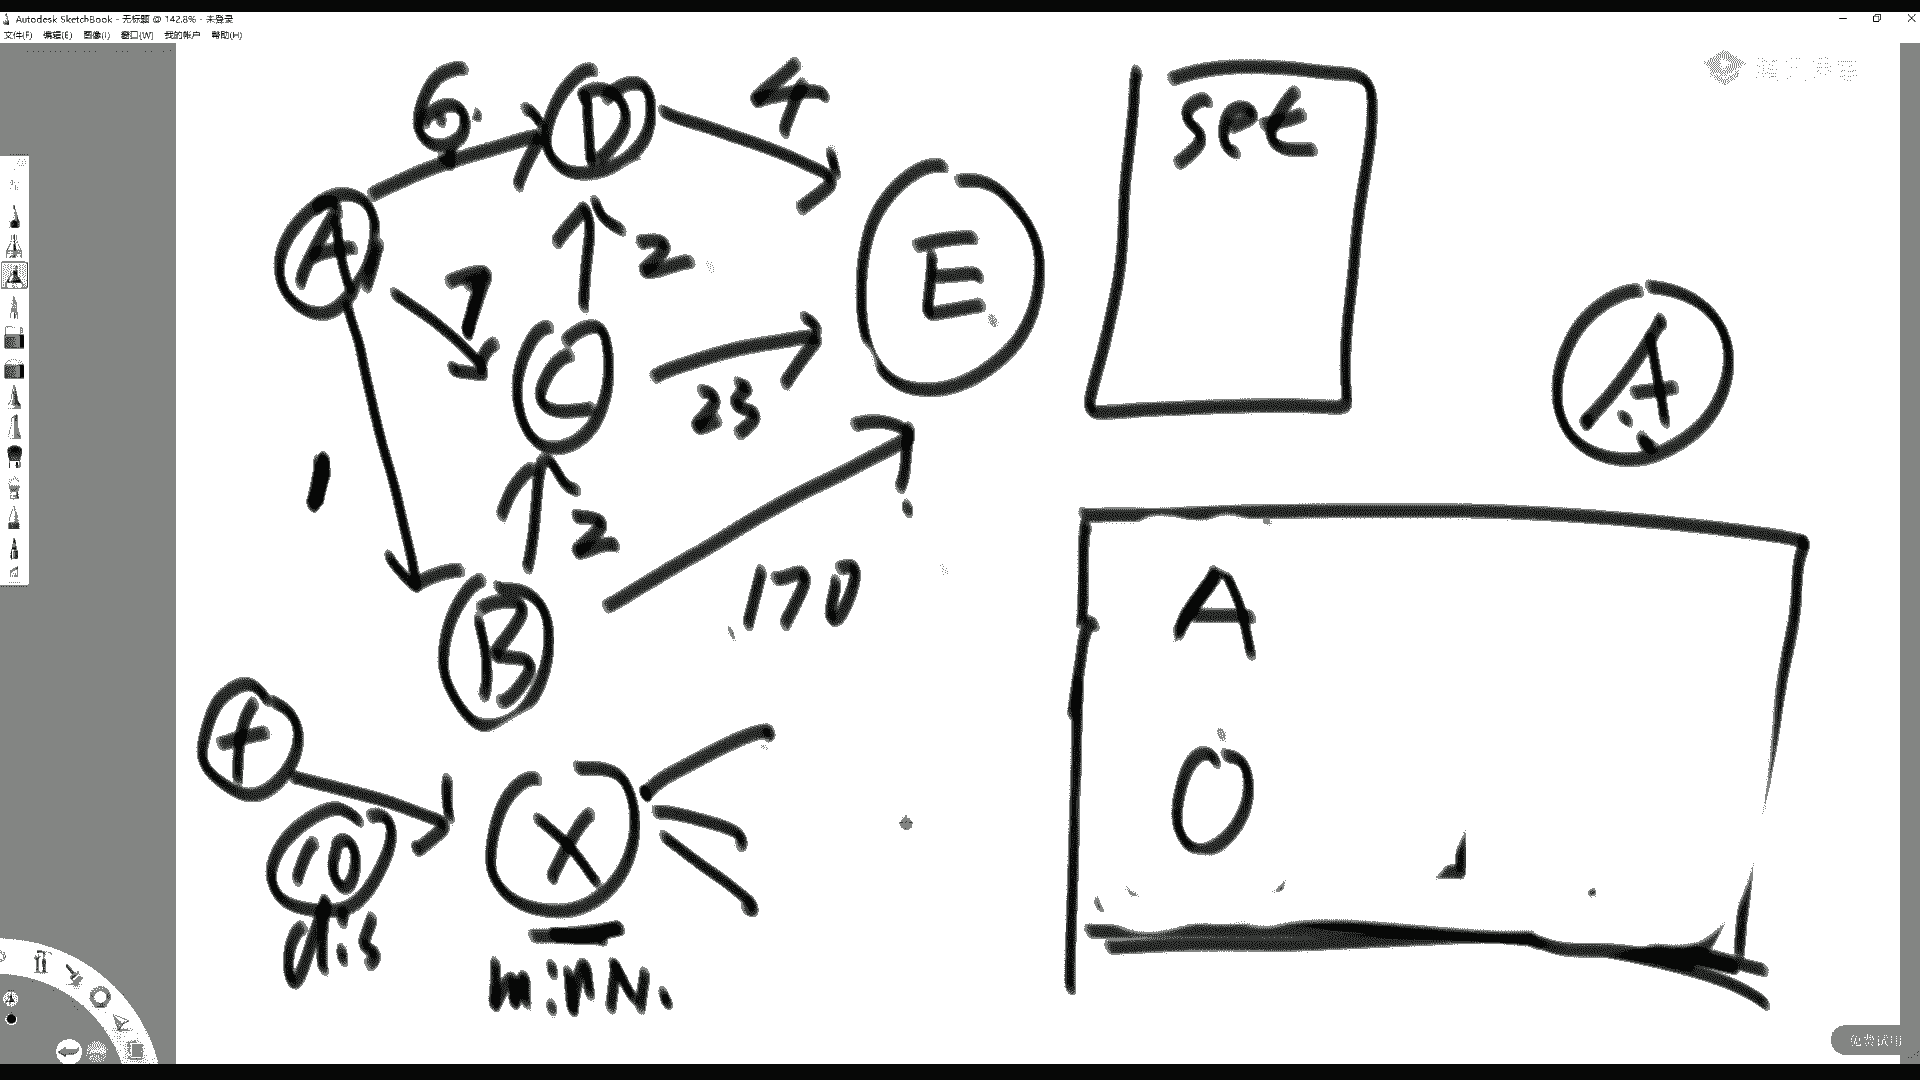 Autodesk SketchBook - 无标题 @ 142.8% - 未登录
文件(F) 编辑(E) 图像(I) 窗口(W) 我的帐户 帮助(H)
6
D
4
set
A
2
E
7
C
23
A
1
2
170
B
A
+
X
10
O
dis
minN.
免费试用